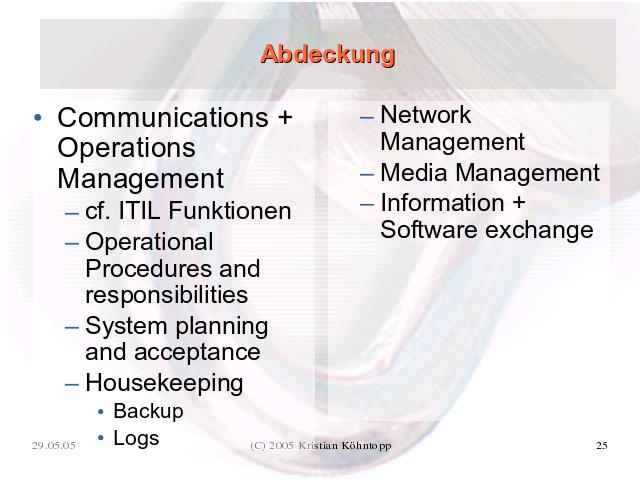 Abdeckung
• Communications +
Operations
Management
– cf. ITIL Funktionen
– Operational
Procedures and
responsibilities
– System planning
and acceptance
– Housekeeping
• Backup
• Logs
– Network
Management
– Media Management
– Information +
Software exchange
29.05.05
(C) 2005 Kristian Köhntopp
25